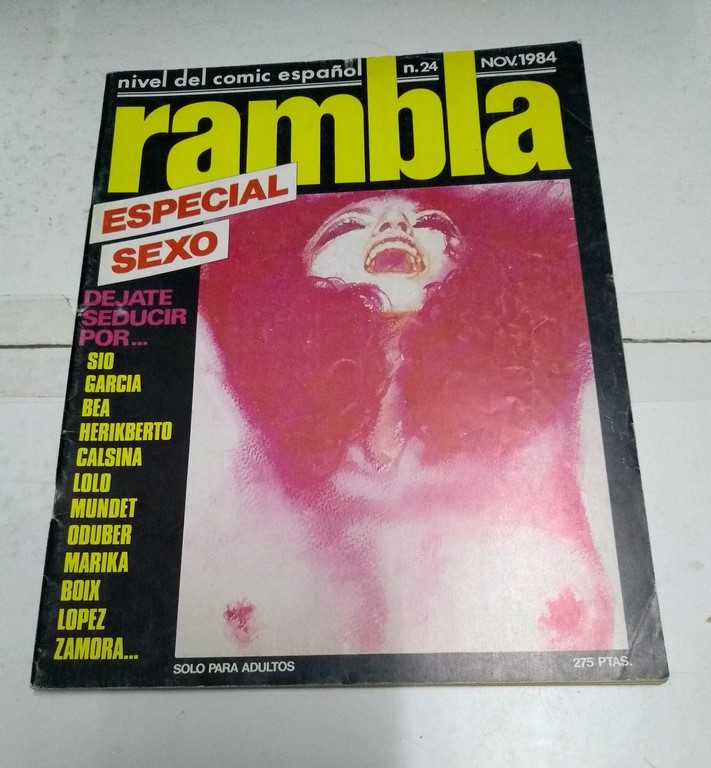 nivel del comic español
n.24
NOV.1984
rambla
ESPECIAL
SEXO
DEJATE
SEDUCIR
POR...
SIO
GARCIA
BEA
HERIKBERTO
CALSINA
LOLO
MUNDET
ODUBER
MARIKA
BOIX
LOPEZ
ZAMORA...
SOLO PARA ADULTOS
275 PTAS.